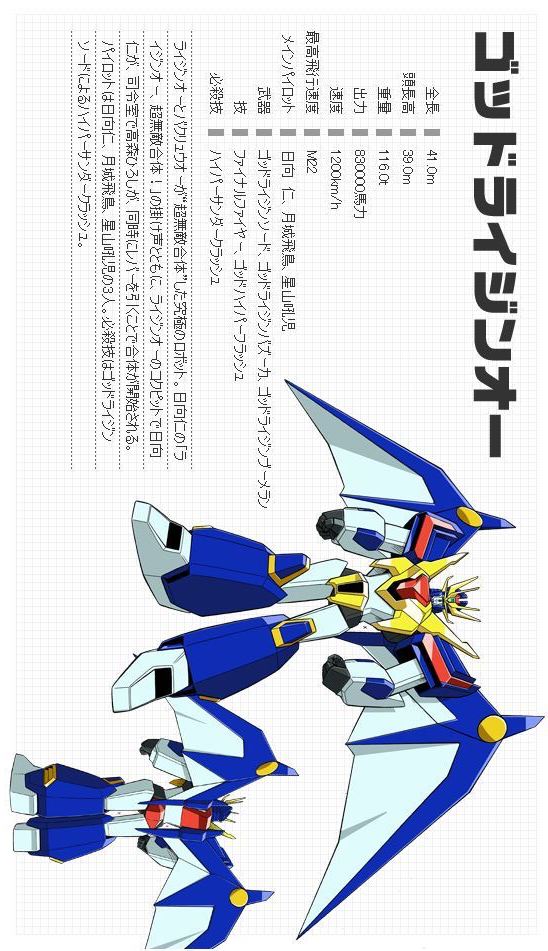 ゴッドライジンオー
全長 41.0m
頭長高 39.0m
重量 116.0t
出力 830000馬力
速度 1200km/h
最高飛行速度 M22
メインパイロット 日向 仁、月城飛鳥、星山吼児
武器 ゴッドライジンソード、ゴッドライジンバズーカ、ゴッドライジンブーメラン
技 ファイナルファイヤー、ゴッドハイパーフラッシュ
必殺技 ハイパーサンダークラッシュ
ライジンオーとバクリュウオーが“超無敵合体”した究極のロボット。日向仁の「ラ
イジンオー、超無敵合体！」の掛け声とともに、ライジンオーのコクピットで日向
仁が、司令室で高森ひろしが、同時にレバーを引くことで合体が開始される。
パイロットは日向仁、月城飛鳥、星山吼児の3人。必殺技はゴッドライジン
ソードによるハイパーサンダークラッシュ。